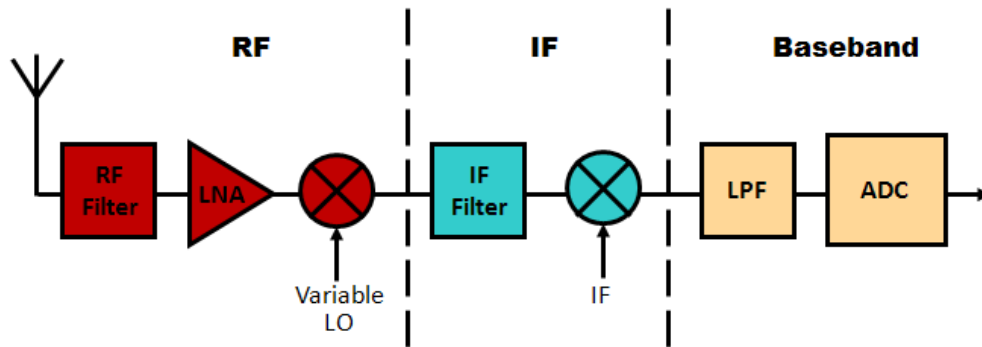 RF
IF
Baseband
RF
Filter
LNA
IF
Filter
LPF
ADC
Variable
LO
IF